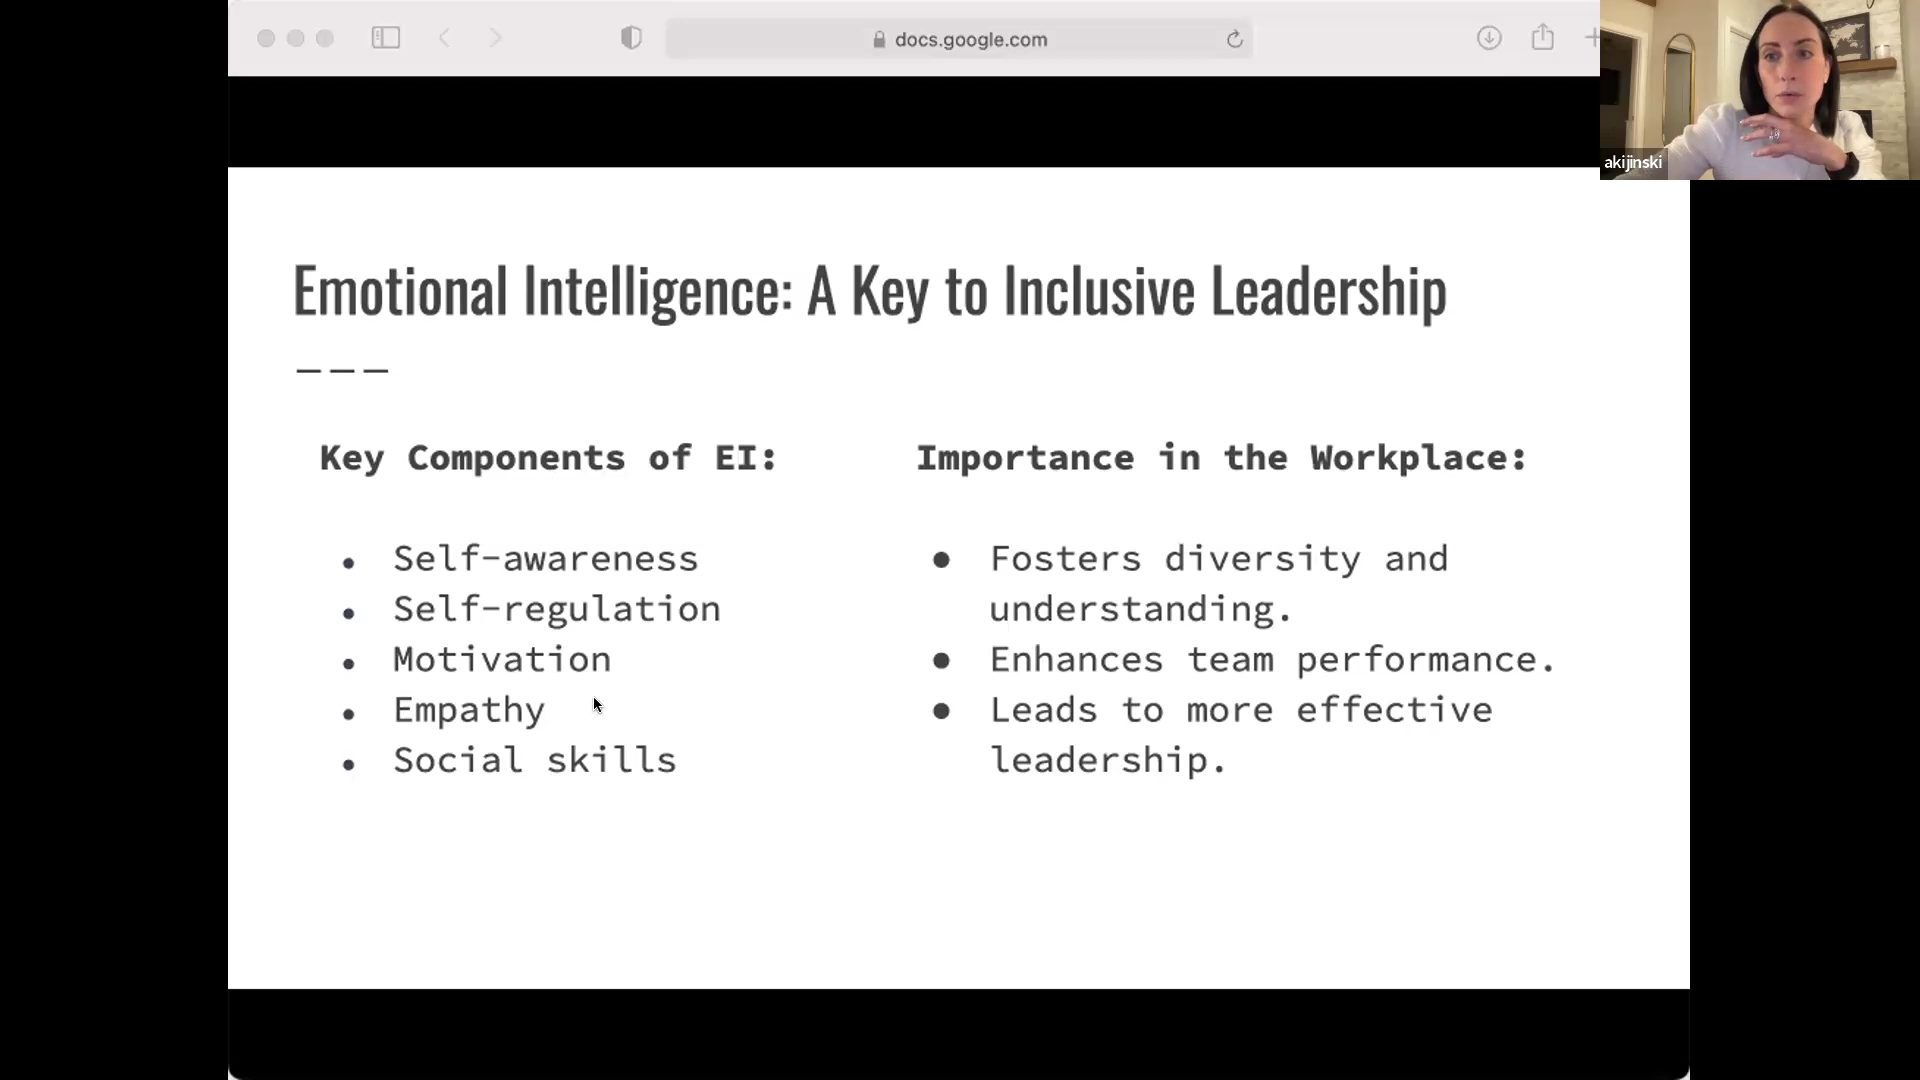 docs.google.com
akijinski
Emotional Intelligence: A Key to Inclusive Leadership
Key Components of EI:
Self-awareness
Self-regulation
Motivation
Empathy
Social skills
Importance in the Workplace:
Fosters diversity and
understanding.
Enhances team performance.
Leads to more effective
leadership.